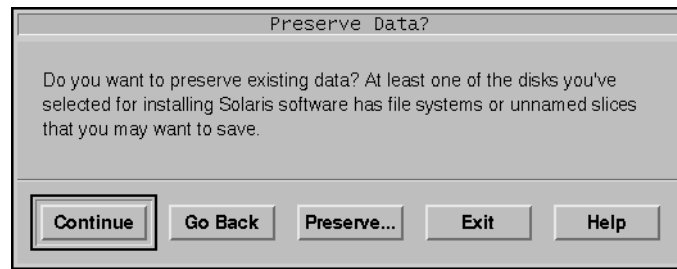 Preserve Data?
Do you want to preserve existing data? At least one of the disks you've
selected for installing Solaris software has file systems or unnamed slices
that you may want to save.
Continue Go Back Preserve... Exit Help